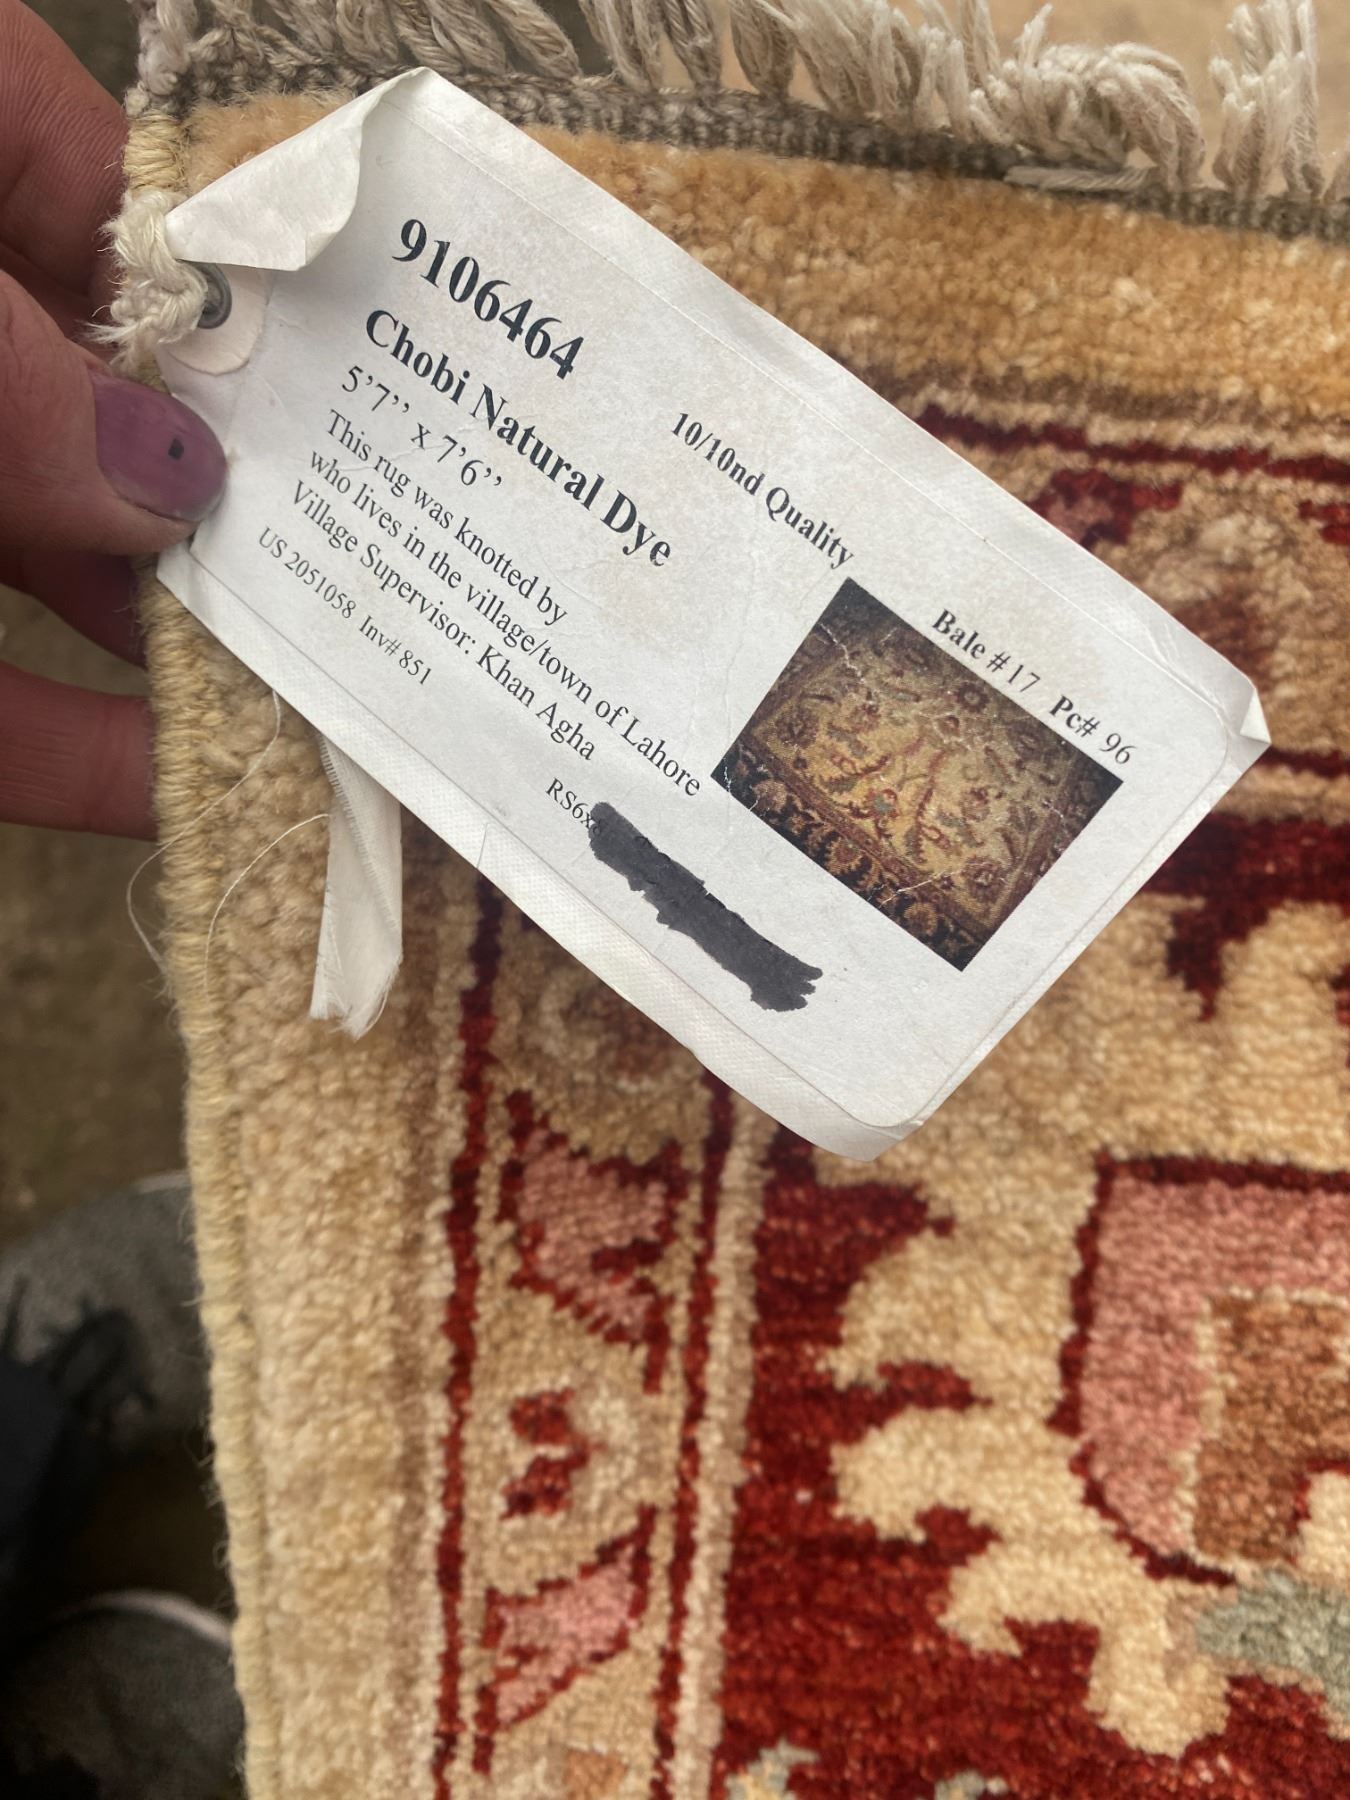 9106464
Chobi Natural Dye
5’7’’ x 7’6’’
10/10nd Quality
This rug was knotted by
who lives in the village/town of Lahore
Village Supervisor: Khan Agha
US 2051058 Inv# 851
Bale #17 Pc# 96